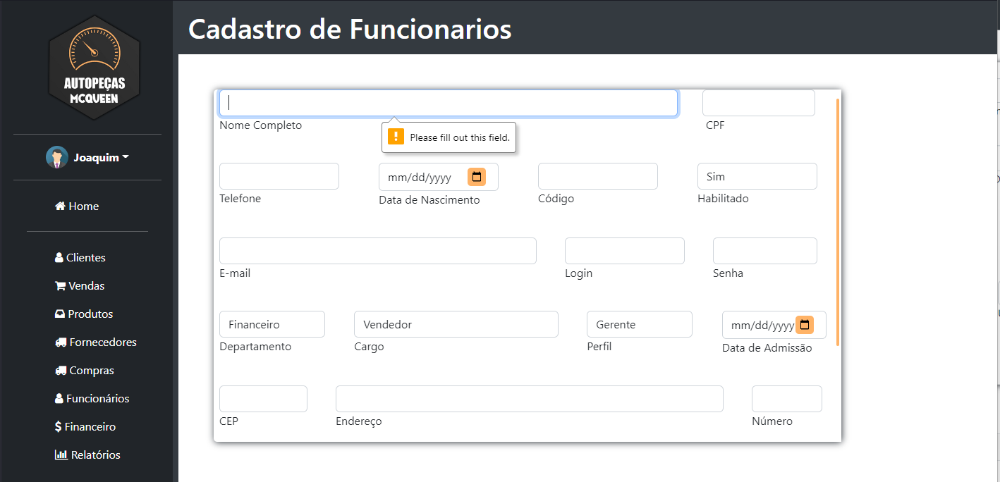 AUTOPEÇAS
MCQUEEN
Joaquim
Home
Clientes
Vendas
Produtos
Fornecedores
Compras
Funcionários
Financeiro
Relatórios
Cadastro de Funcionarios
Nome Completo
CPF
Please fill out this field.
mm/dd/yyyy
Sim
Telefone
Data de Nascimento
Código
Habilitado
E-mail
Login
Senha
Financeiro
Vendedor
Gerente
mm/dd/yyyy
Departamento
Cargo
Perfil
Data de Admissão
CEP
Endereço
Número